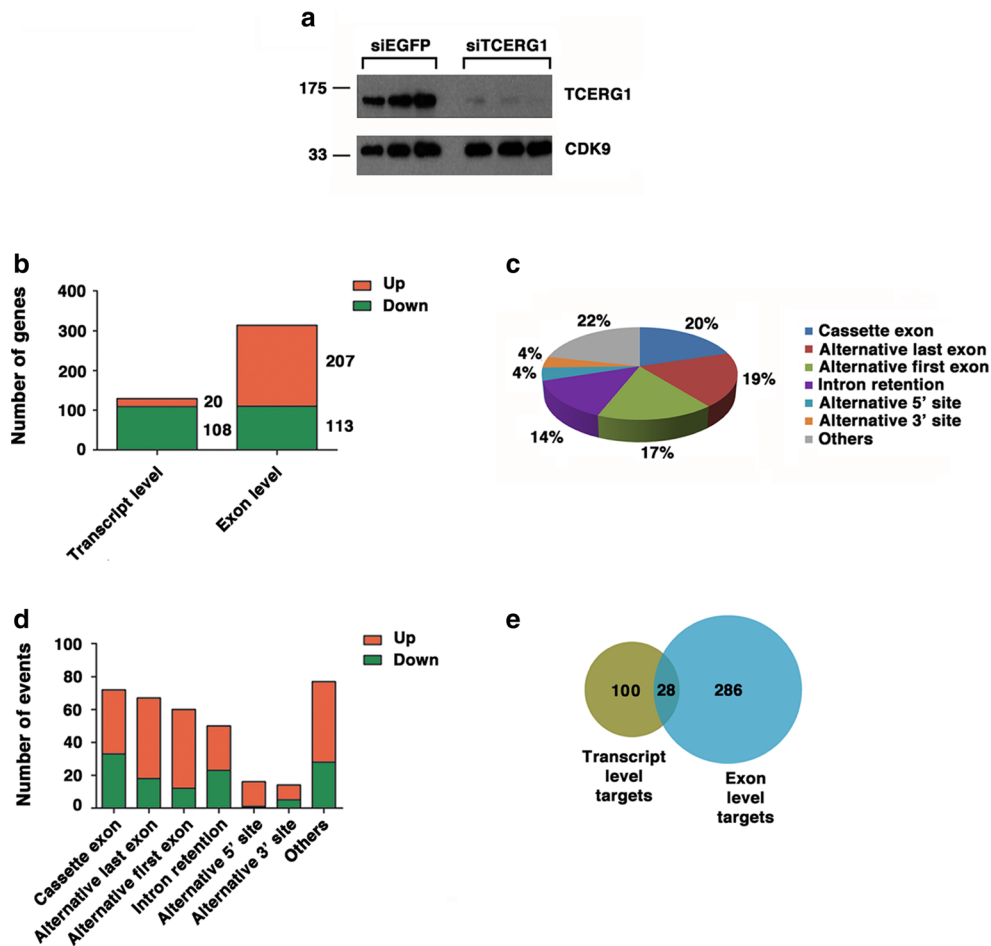 a
siEGFP siTCERG1
175
TCERG1
33
CDK9
b
Number of genes
400
300
200
100
0
Up
Down
207
20
108
113
Transcript level
Exon level
c
22%
20%
4%
4%
19%
14%
17%
Cassette exon
Alternative last exon
Alternative first exon
Intron retention
Alternative 5' site
Alternative 3' site
Others
d
Number of events
100
80
60
40
20
0
Up
Down
Cassette exon
Alternative last exon
Alternative first exon
Intron retention
Alternative 5' site
Alternative 3' site
Others
e
100 28 286
Transcript
level
targets
Exon
level
targets